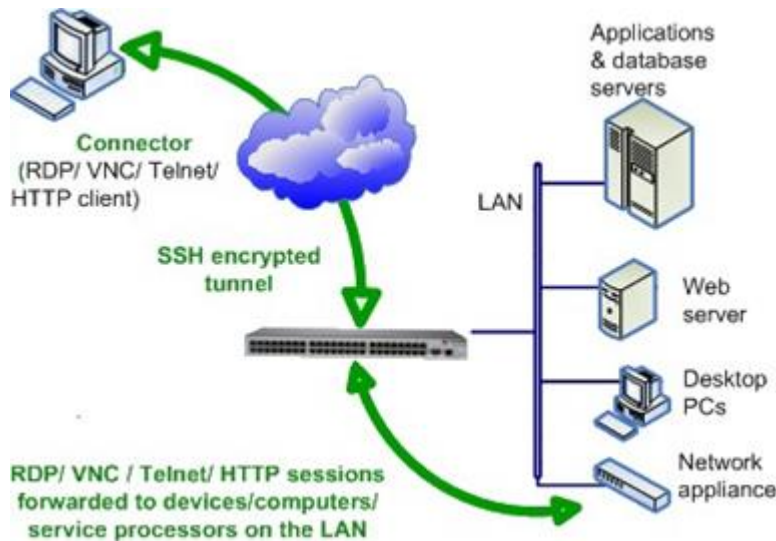 Connector
(RDP/ VNC/ Telnet/
HTTP client)
SSH encrypted
tunnel
RDP/ VNC / Telnet/ HTTP sessions
forwarded to devices/computers/
service processors on the LAN
LAN
Applications
& database
servers
Web
server
Desktop
PCs
Network
appliance